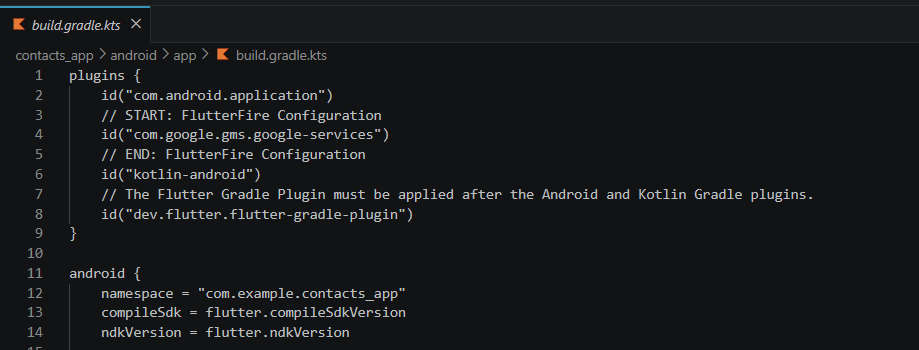 build.gradle.kts
contacts_app > android > app > build.gradle.kts
1 plugins {
2 id("com.android.application")
3 // START: FlutterFire Configuration
4 id("com.google.gms.google-services")
5 // END: FlutterFire Configuration
6 id("kotlin-android")
7 // The Flutter Gradle Plugin must be applied after the Android and Kotlin Gradle plugins.
8 id("dev.flutter.flutter-gradle-plugin")
9 }
10
11 android {
12 namespace = "com.example.contacts_app"
13 compileSdk = flutter.compileSdkVersion
14 ndkVersion = flutter.ndkVersion